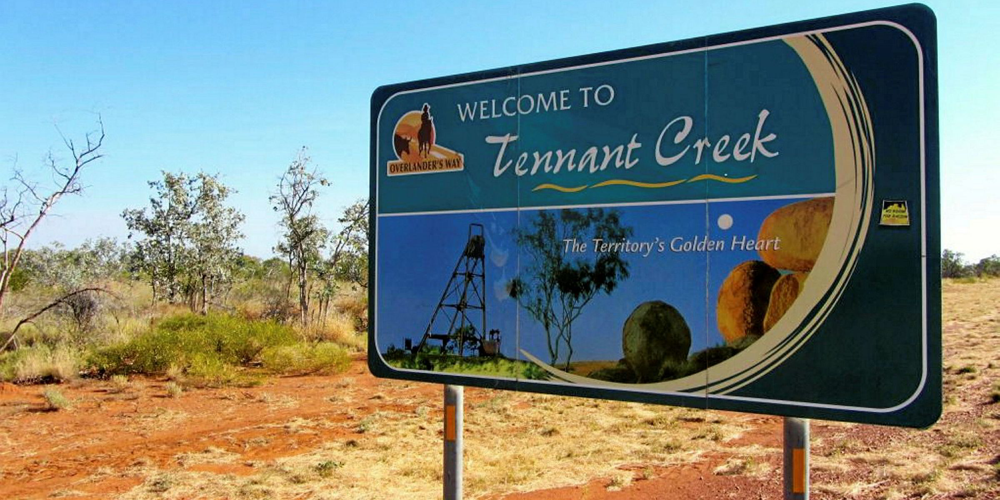 WELCOME TO
Tennant Creek
OVERLANDER'S WAY
The Territory's Golden Heart